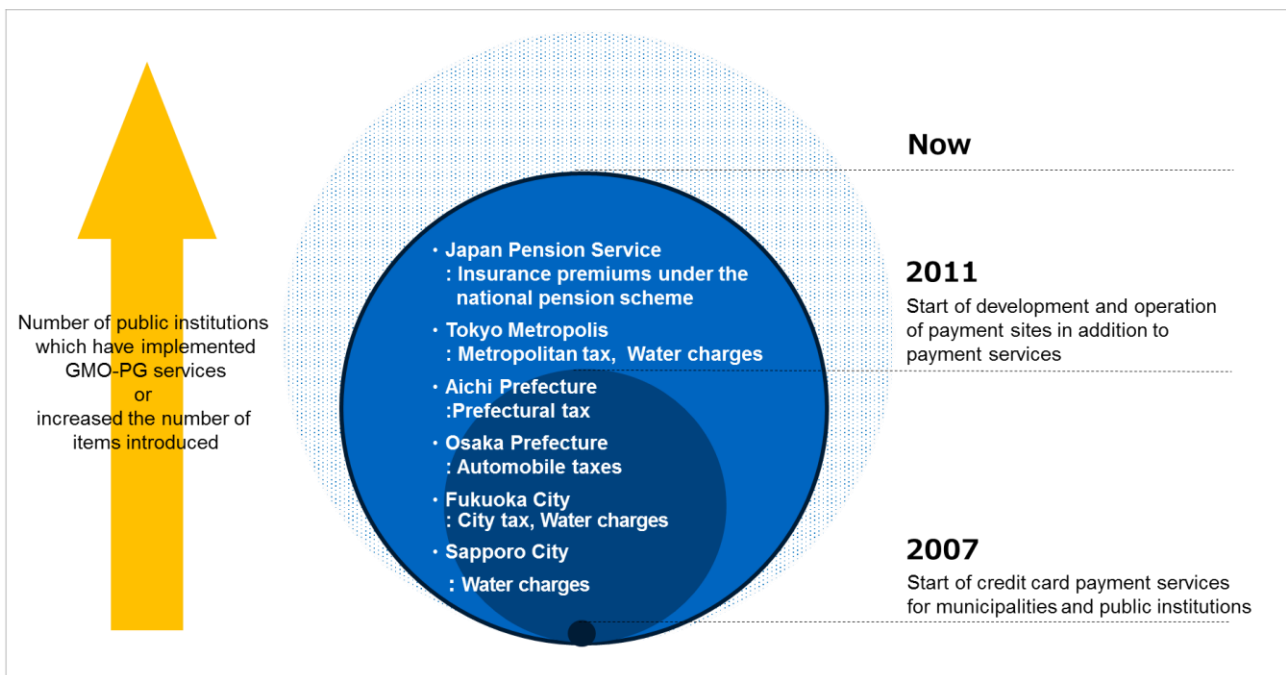 Number of public institutions
which have implemented
GMO-PG services
or
increased the number of
items introduced
・Japan Pension Service
: Insurance premiums under the
national pension scheme
・Tokyo Metropolis
: Metropolitan tax, Water charges
・Aichi Prefecture
:Prefectural tax
・Osaka Prefecture
: Automobile taxes
・Fukuoka City
: City tax, Water charges
・Sapporo City
: Water charges
Now
2011
Start of development and operation
of payment sites in addition to
payment services
2007
Start of credit card payment services
for municipalities and public institutions